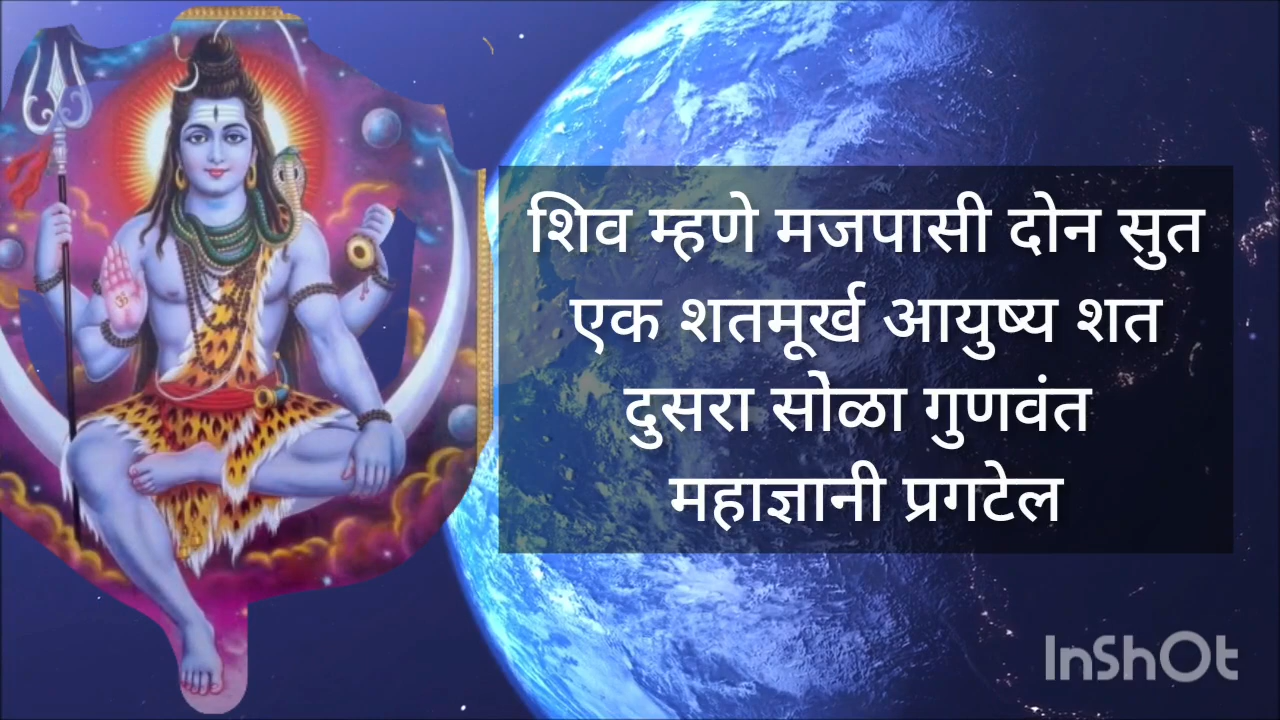 शिव म्हणे मजपासी दोन सुत
एक शतमूर्ख आयुष्य शत
दुसरा सोळा गुणवंत
महाज्ञानी प्रगटेल
ॐ
InShOt